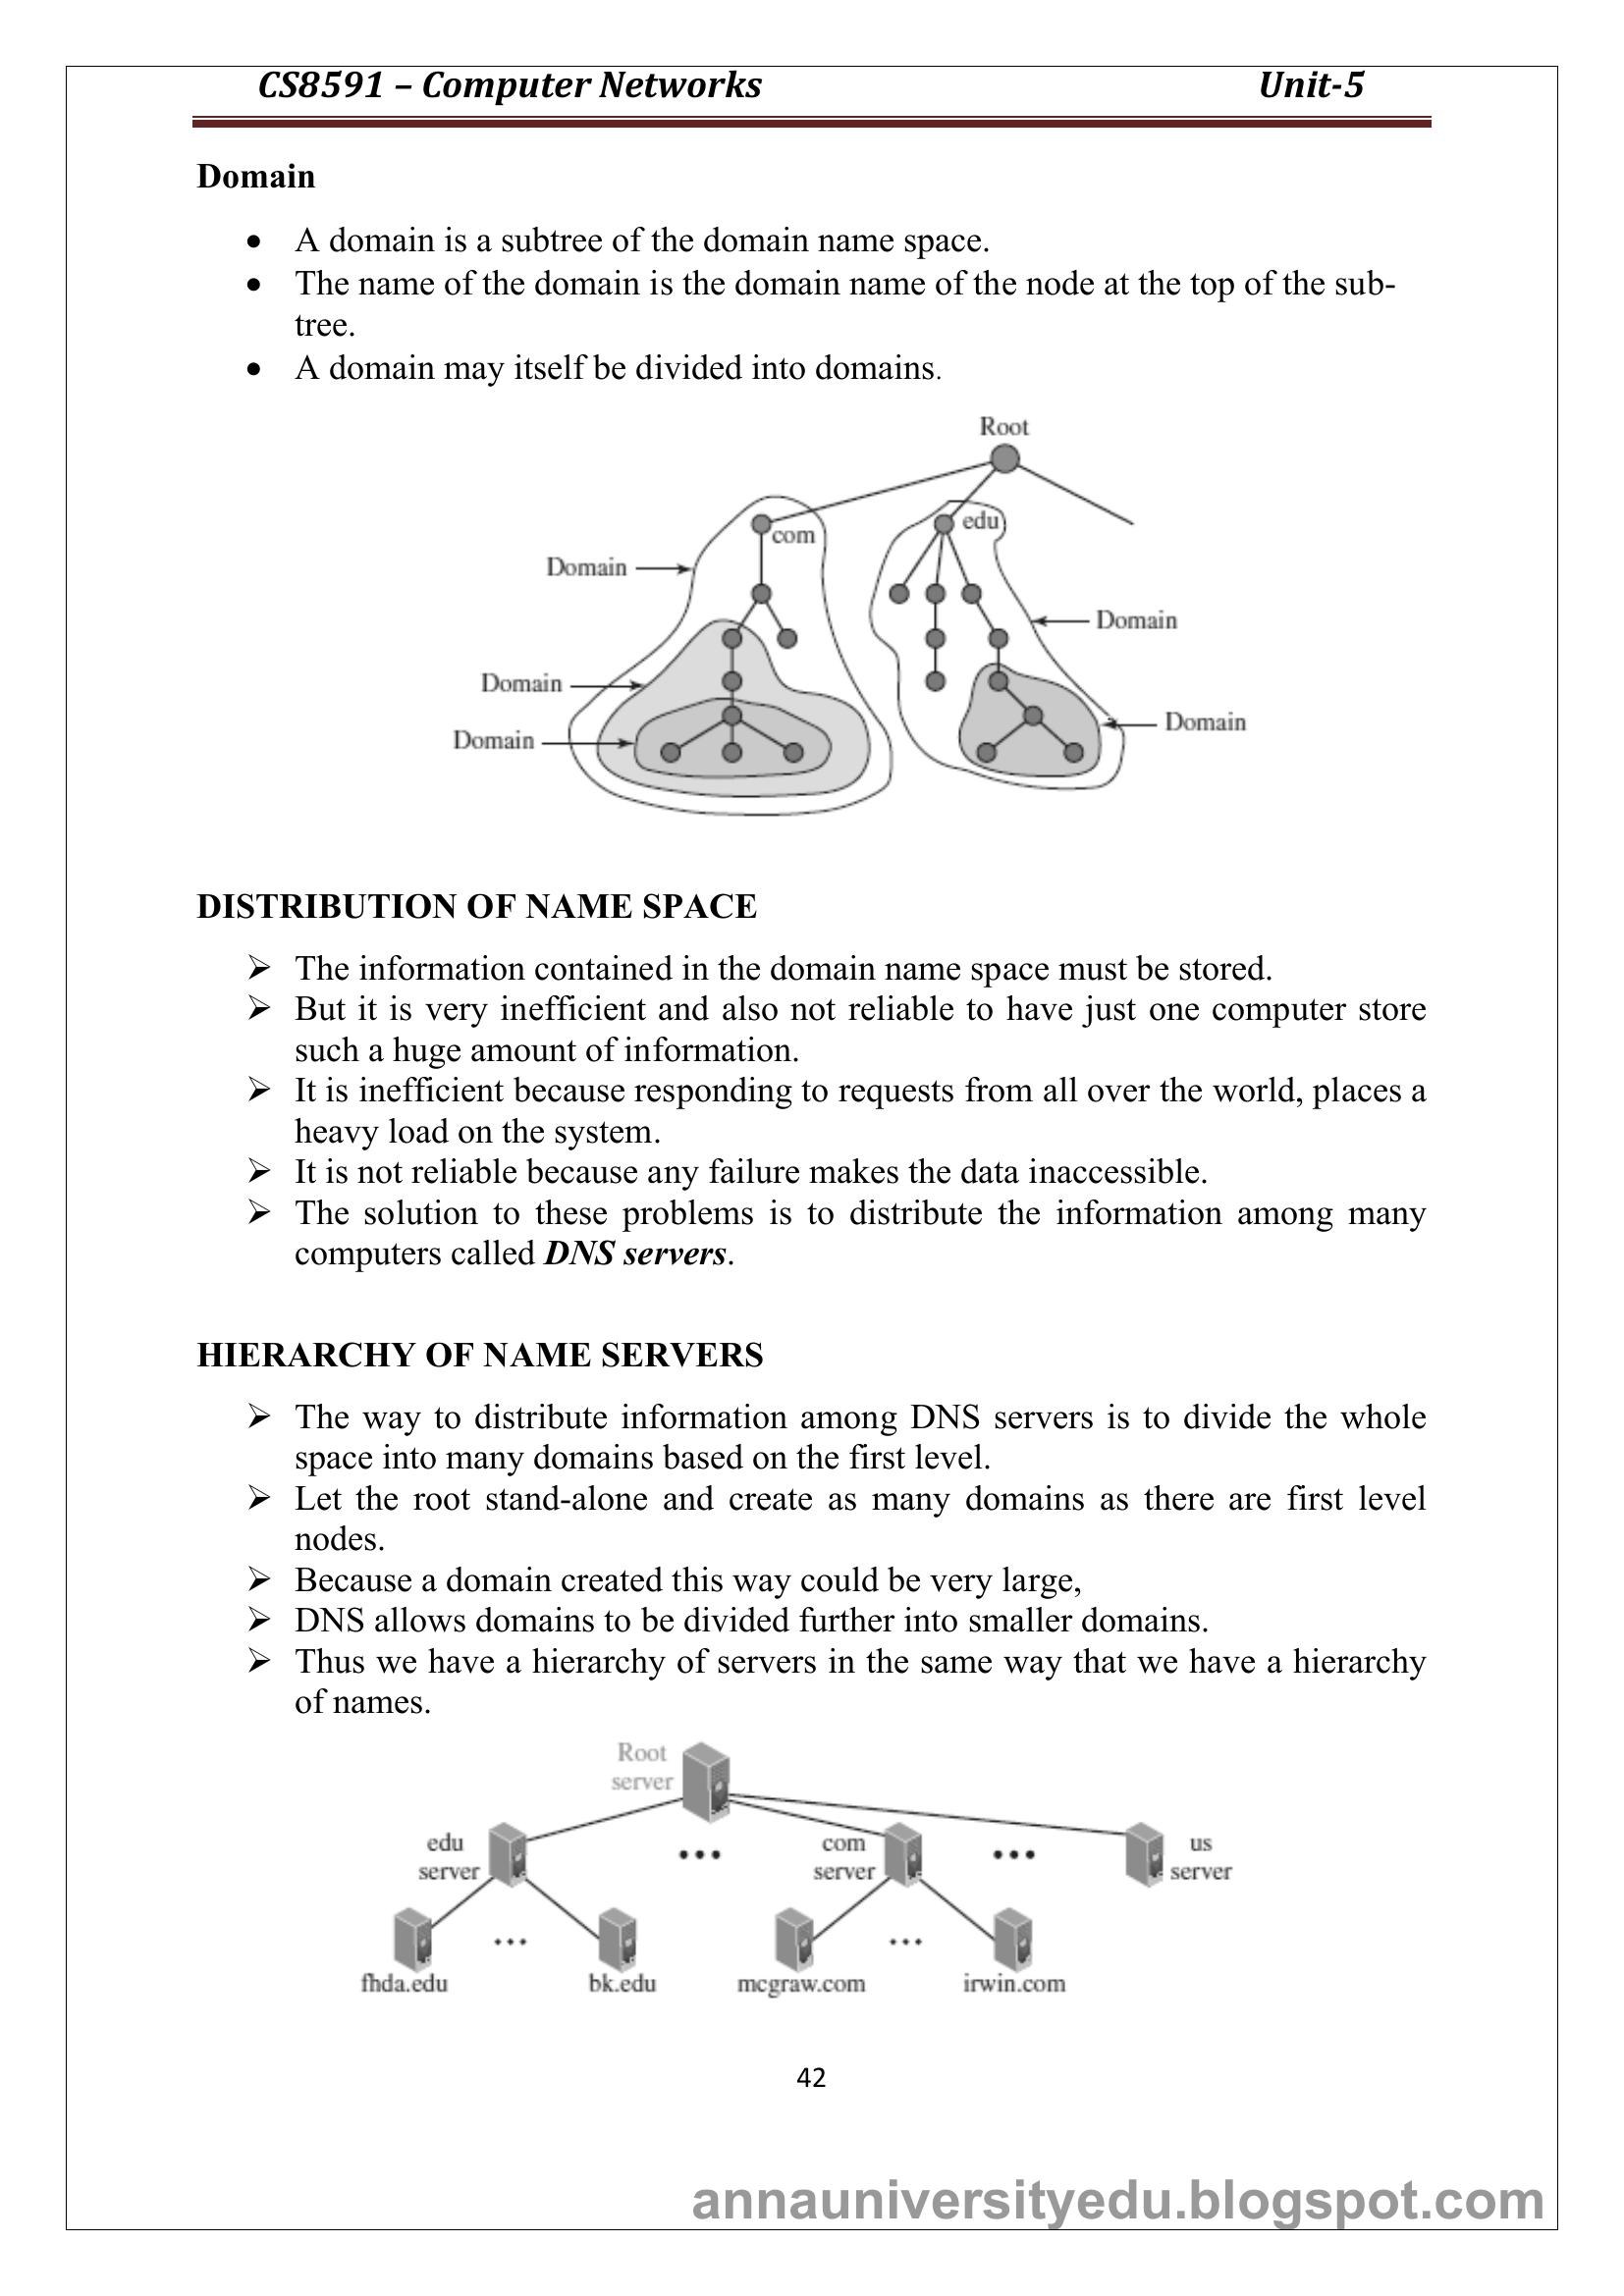 CS8591 – Computer Networks Unit-5
Domain
• A domain is a subtree of the domain name space.
• The name of the domain is the domain name of the node at the top of the sub-
tree.
• A domain may itself be divided into domains.
Root
com
edu
Domain
Domain
Domain
Domain
Domain
DISTRIBUTION OF NAME SPACE
➢ The information contained in the domain name space must be stored.
➢ But it is very inefficient and also not reliable to have just one computer store
such a huge amount of information.
➢ It is inefficient because responding to requests from all over the world, places a
heavy load on the system.
➢ It is not reliable because any failure makes the data inaccessible.
➢ The solution to these problems is to distribute the information among many
computers called DNS servers.
HIERARCHY OF NAME SERVERS
➢ The way to distribute information among DNS servers is to divide the whole
space into many domains based on the first level.
➢ Let the root stand-alone and create as many domains as there are first level
nodes.
➢ Because a domain created this way could be very large,
➢ DNS allows domains to be divided further into smaller domains.
➢ Thus we have a hierarchy of servers in the same way that we have a hierarchy
of names.
Root
server
edu
server
•••
com
server
•••
us
server
fhda.edu
•••
bk.edu
mcgraw.com
•••
irwin.com
42
annauniversityedu.blogspot.com